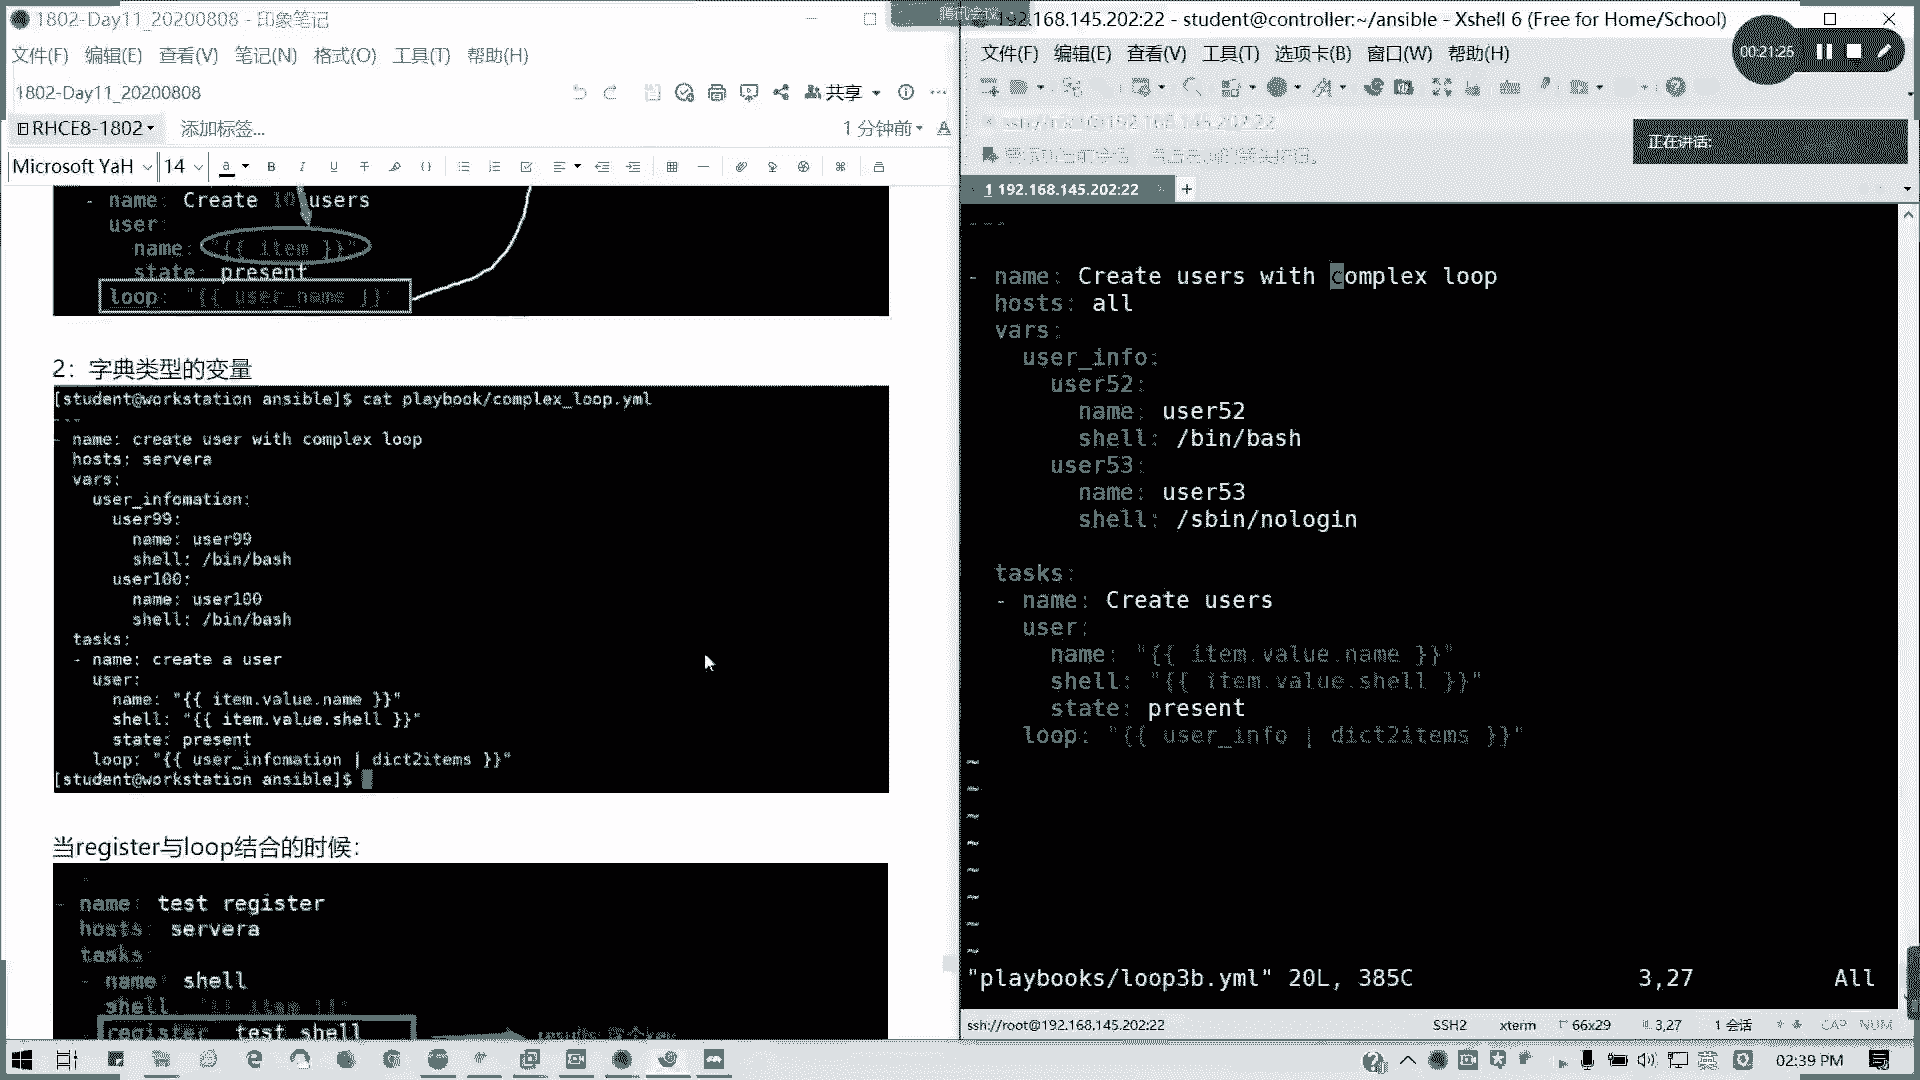 1802-Day11_20200808 - 印象笔记
文件(F) 编辑(E) 查看(V) 笔记(N) 格式(O) 工具(T) 帮助(H)
1802-Day11_20200808
共享
RHCE8-1802
添加标签...
1 分钟前
Microsoft YaH
14
- name: Create 10 users
user:
name: "{{ item }}"
state: present
loop: "{{ user_name }}"
2：字典类型的变量
[student@workstation ansible]$ cat playbook/complex_loop.yml
---
- name: create user with complex loop
hosts: servera
vars:
user_infomation:
user99:
name: user99
shell: /bin/bash
user100:
name: user100
shell: /bin/bash
tasks:
- name: create a user
user:
name: "{{ item.value.name }}"
shell: "{{ item.value.shell }}"
state: present
loop: "{{ user_infomation | dict2items }}"
[student@workstation ansible]$
当register与loop结合的时候：
- name: test register
hosts: servera
tasks:
- name: shell
shell: "{{ item }}"
register: test_shell
腾讯会议
192.168.145.202:22 - student@controller:~/ansible - Xshell 6 (Free for Home/School)
文件(F) 编辑(E) 查看(V) 工具(T) 选项卡(B) 窗口(W) 帮助(H)
00:21:25
正在讲话:
1 192.168.145.202:22
+
---
- name: Create users with complex loop
hosts: all
vars:
user_info:
user52:
name: user52
shell: /bin/bash
user53:
name: user53
shell: /sbin/nologin
tasks:
- name: Create users
user:
name: "{{ item.value.name }}"
shell: "{{ item.value.shell }}"
state: present
loop: "{{ user_info | dict2items }}"
~
~
~
~
~
~
~
~
"playbooks/loop3b.yml" 20L, 385C 3,27 All
ssh://root@192.168.145.202:22 SSH2 xterm 66x29 3,27 1 会话 CAP NUM
英
02:39 PM